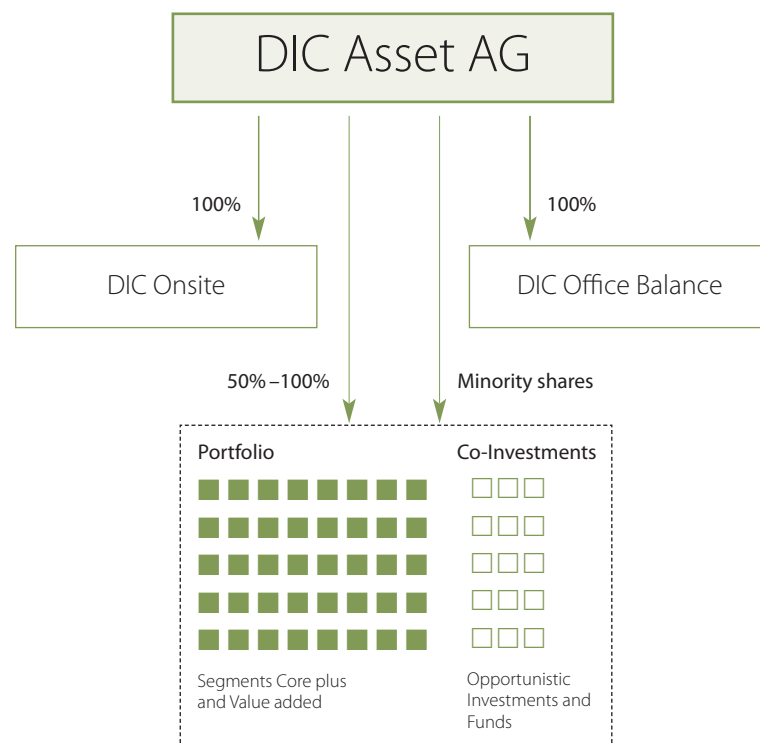 DIC Asset AG
100%
100%
DIC Onsite
DIC Office Balance
50% – 100%
Minority shares
Portfolio
Co-Investments
Segments Core plus
and Value added
Opportunistic
Investments and
Funds